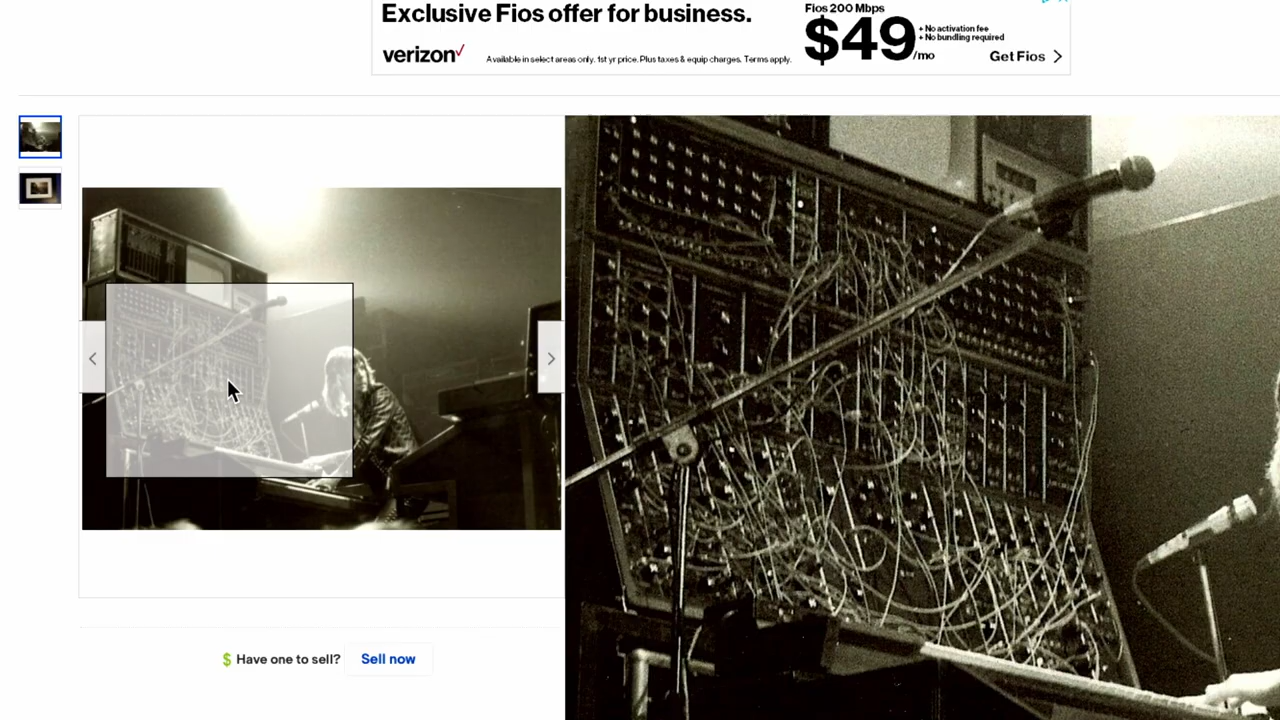 Exclusive Fios offer for business.
Fios 200 Mbps
$49/mo
+ No activation fee
+ No bundling required
verizon
Available in select areas only. 1st yr price. Plus taxes & equip charges. Terms apply.
Get Fios
Have one to sell?
Sell now